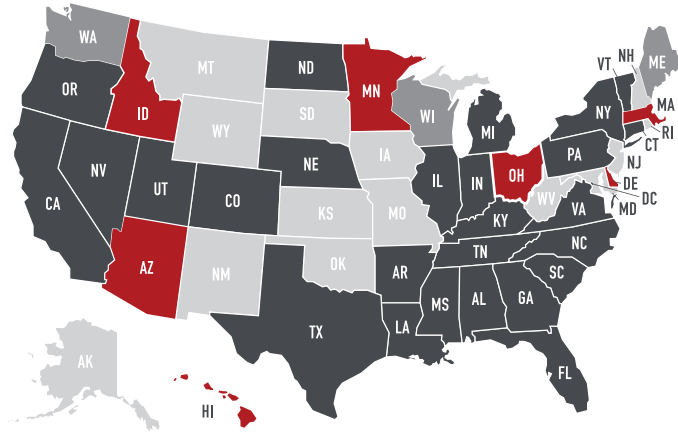 WA
MT
ND
MN
VT
NH
ME
OR
ID
WY
SD
WI
MI
NY
MA
RI
CT
NV
UT
CO
NE
IA
IL
IN
OH
PA
NJ
DE
DC
MD
CA
KS
MO
KY
WV
VA
AZ
NM
OK
AR
TN
NC
SC
TX
LA
MS
AL
GA
FL
AK
HI